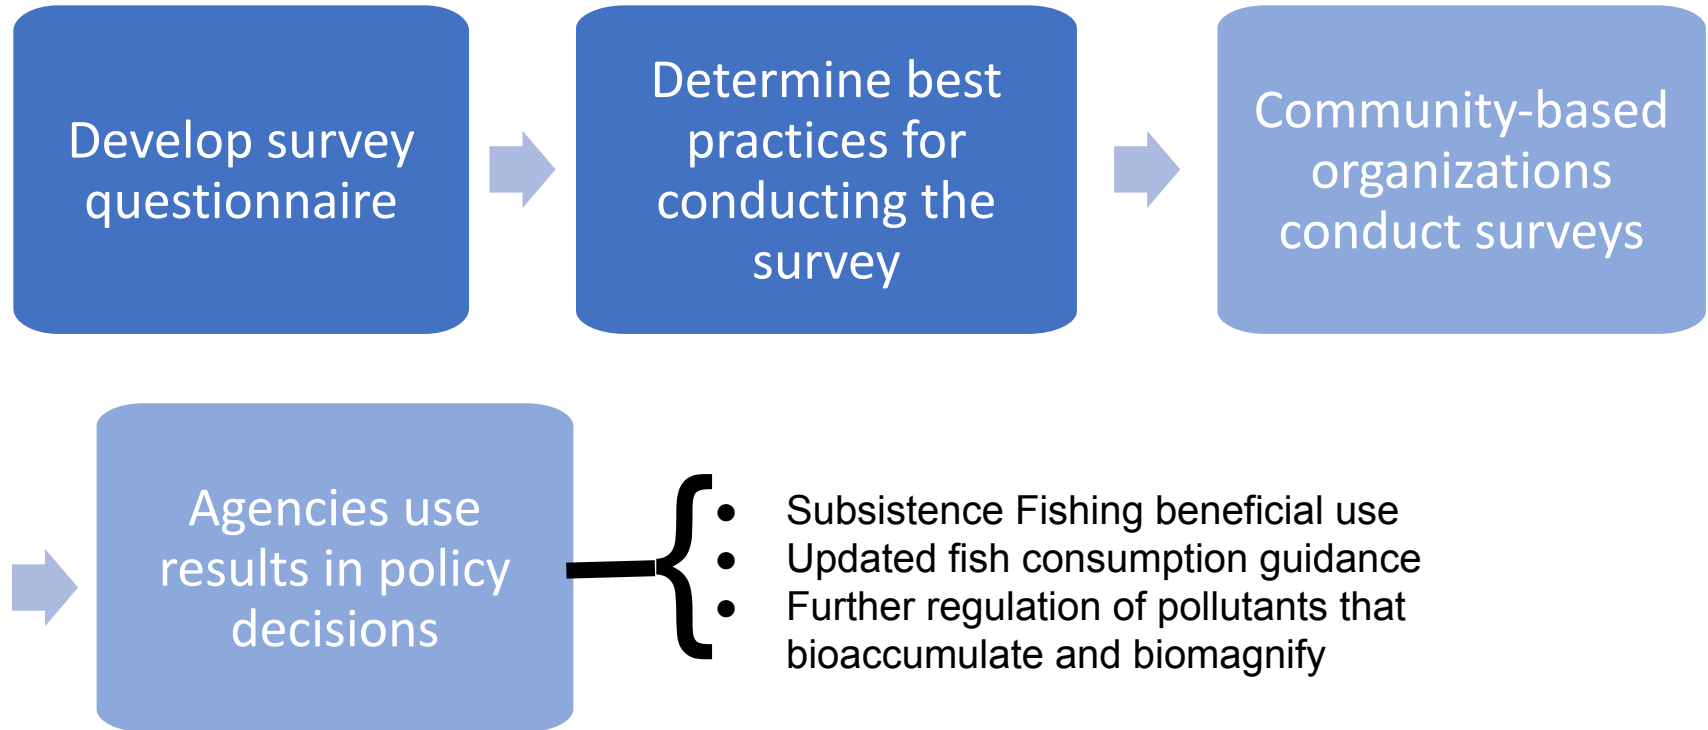 Develop survey
questionnaire
Determine best
practices for
conducting the
survey
Community-based
organizations
conduct surveys
Agencies use
results in policy
decisions
● Subsistence Fishing beneficial use
● Updated fish consumption guidance
● Further regulation of pollutants that
bioaccumulate and biomagnify